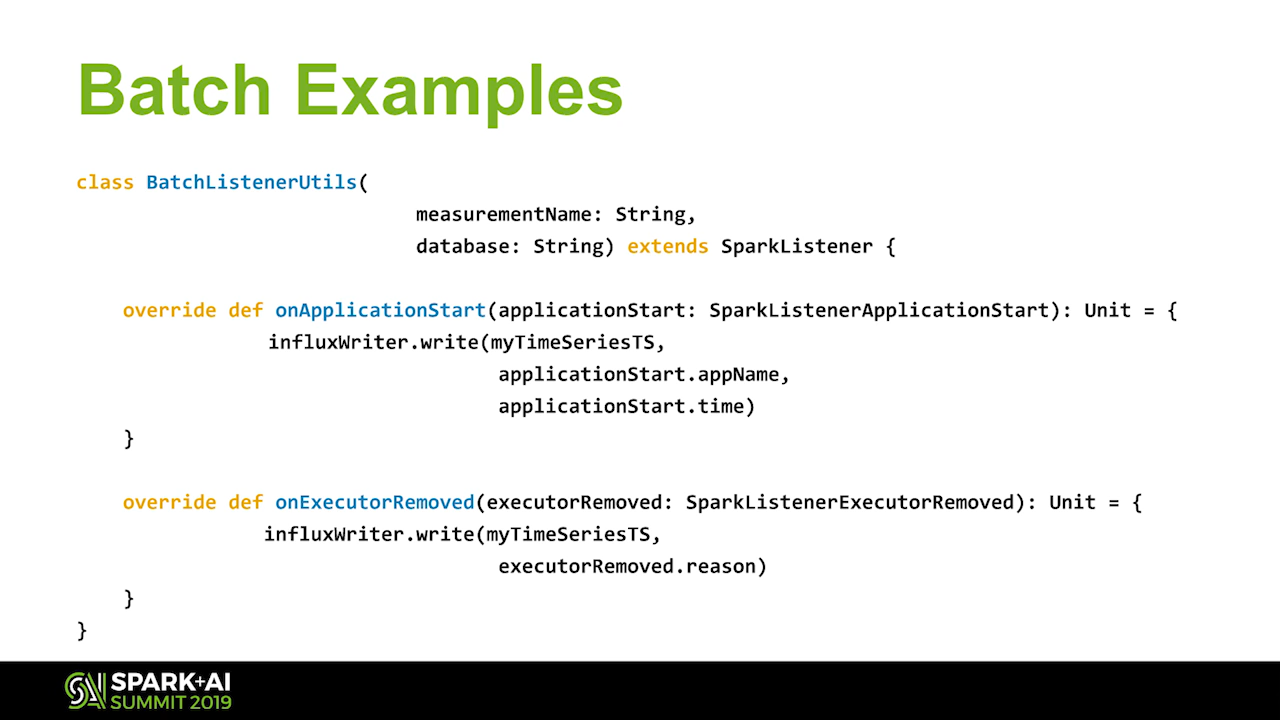 Batch Examples
class BatchListenerUtils(
measurementName: String,
database: String) extends SparkListener {
override def onApplicationStart(applicationStart: SparkListenerApplicationStart): Unit = {
influxWriter.write(myTimeSeriesTS,
applicationStart.appName,
applicationStart.time)
}
override def onExecutorRemoved(executorRemoved: SparkListenerExecutorRemoved): Unit = {
influxWriter.write(myTimeSeriesTS,
executorRemoved.reason)
}
}
SPARK+AI
SUMMIT 2019